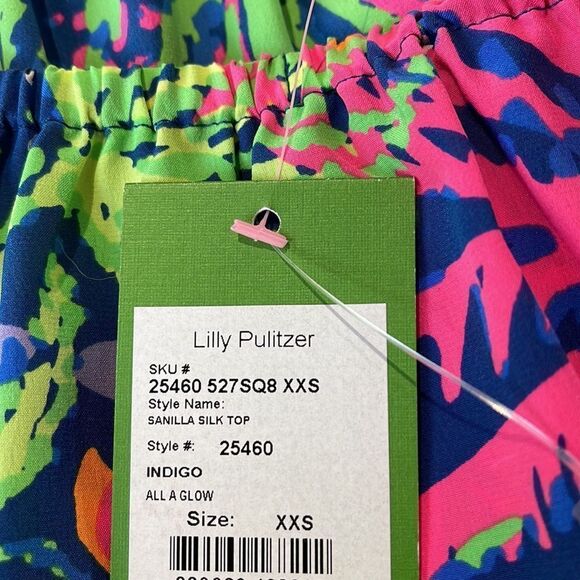 Lilly Pulitzer
SKU #
25460 527SQ8 XXS
Style Name:
SANILLA SILK TOP
Style #: 25460
INDIGO
ALL A GLOW
Size: XXS